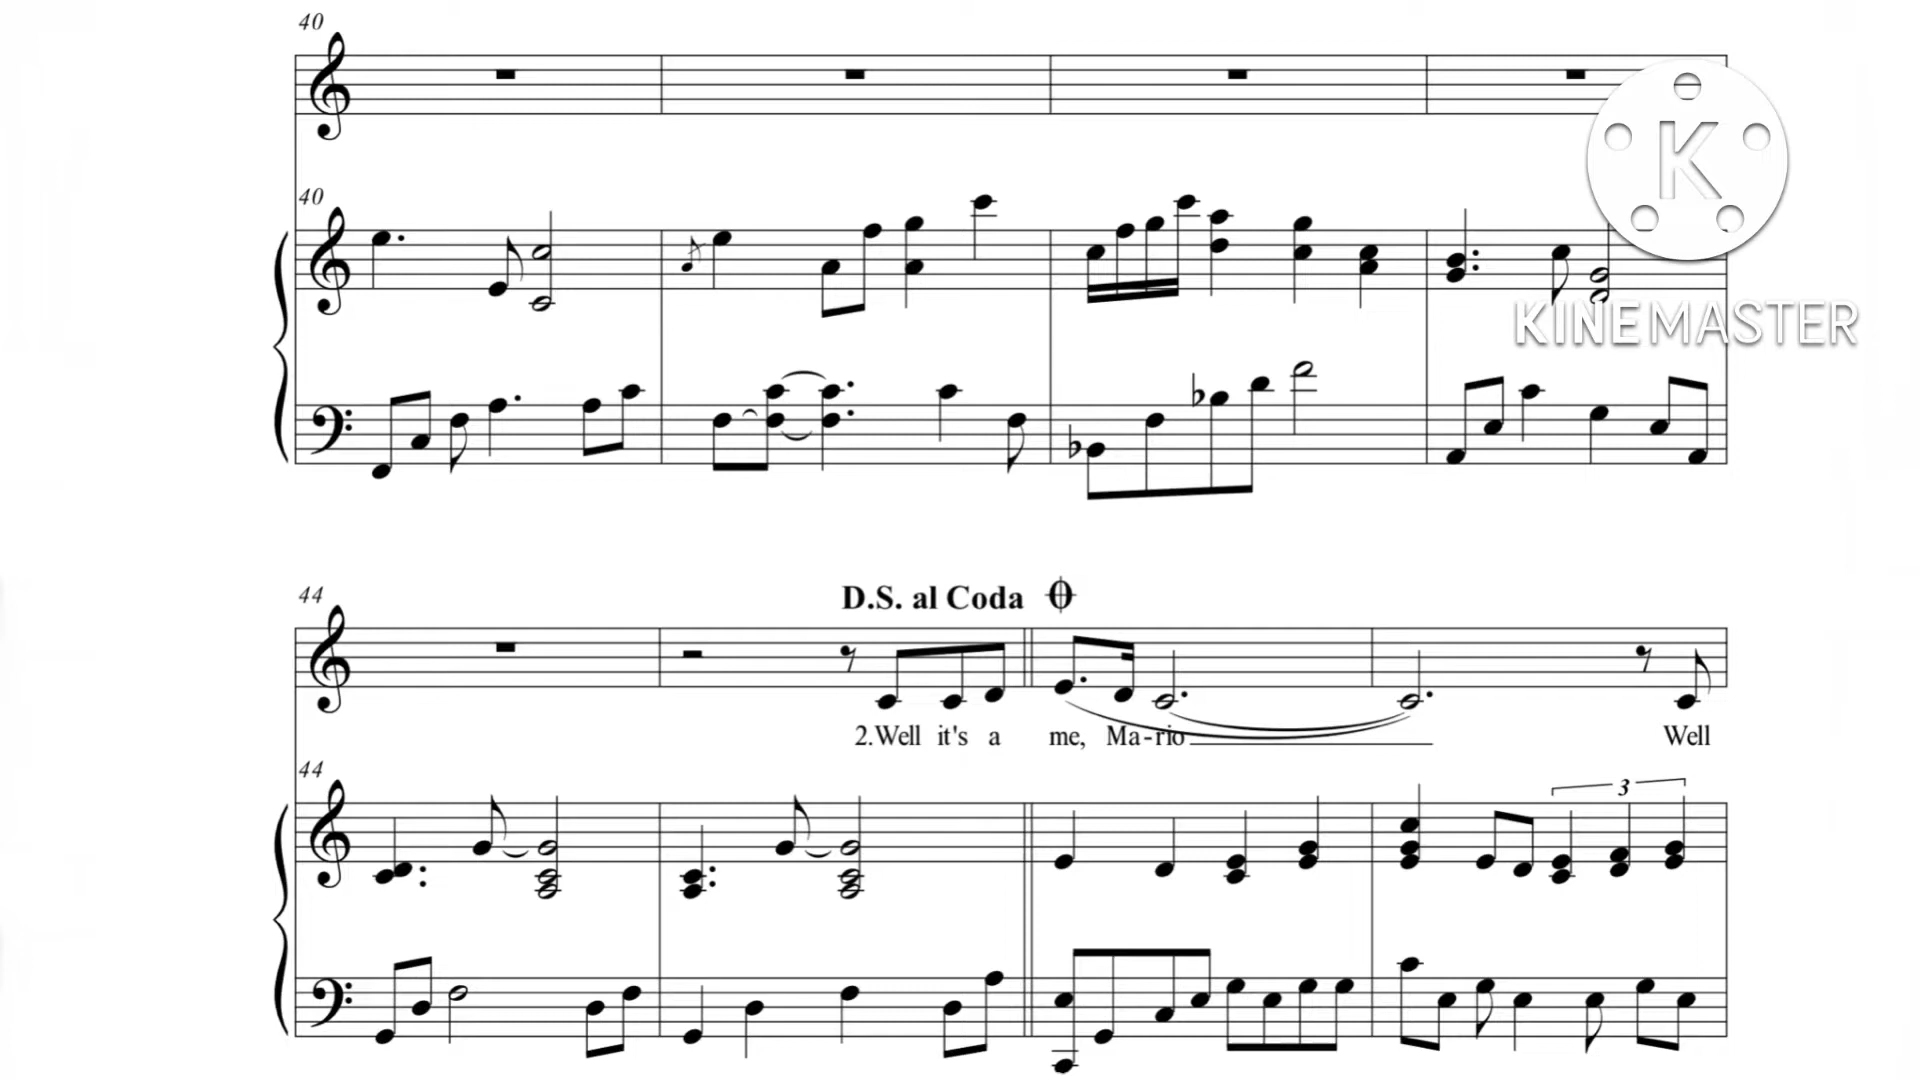 40
40
K
KINEMASTER
44
D.S. al Coda
2.Well it's a me, Ma-rio Well
44
3